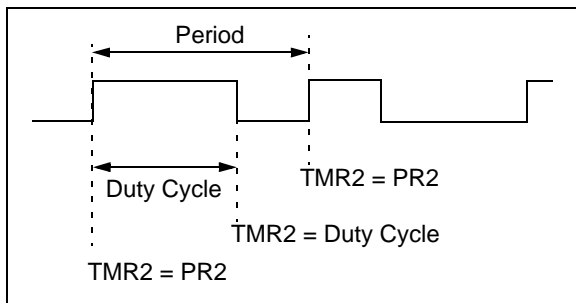 Period
Duty Cycle
TMR2 = PR2
TMR2 = Duty Cycle
TMR2 = PR2